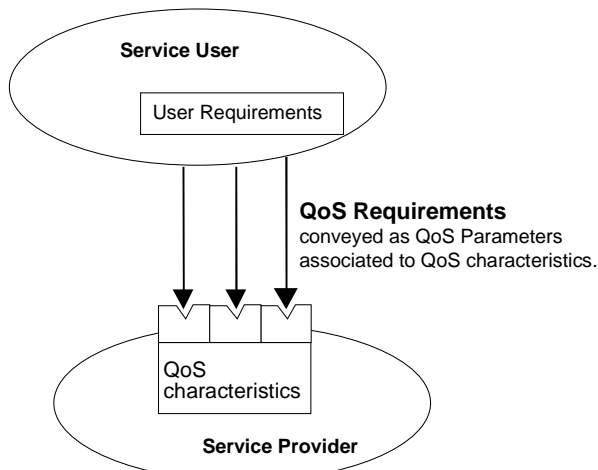 Service User
User Requirements
QoS Requirements
conveyed as QoS Parameters
associated to QoS characteristics.
QoS
characteristics
Service Provider